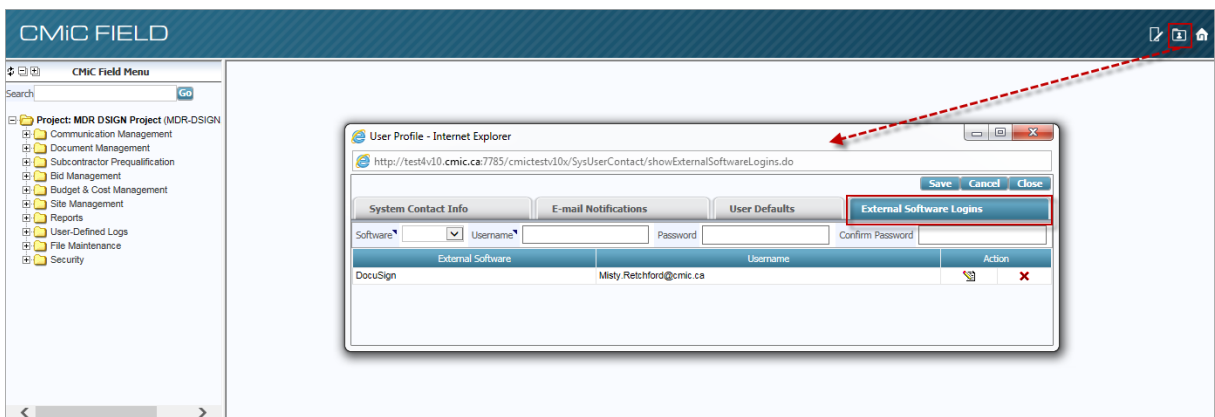 CMiC FIELD
CMiC Field Menu
Search Go
Project: MDR DSIGN Project (MDR-DSIGN
Communication Management
Document Management
Subcontractor Prequalification
Bid Management
Budget & Cost Management
Site Management
Reports
User-Defined Logs
File Maintenance
Security
User Profile - Internet Explorer
http://test4v10.cmic.ca:7785/cmictestv10x/SysUserContact/showExternalSoftwareLogins.do
Save Cancel Close
System Contact Info E-mail Notifications User Defaults External Software Logins
Software Username Password Confirm Password
External Software Username Action
DocuSign Misty.Retchford@cmic.ca